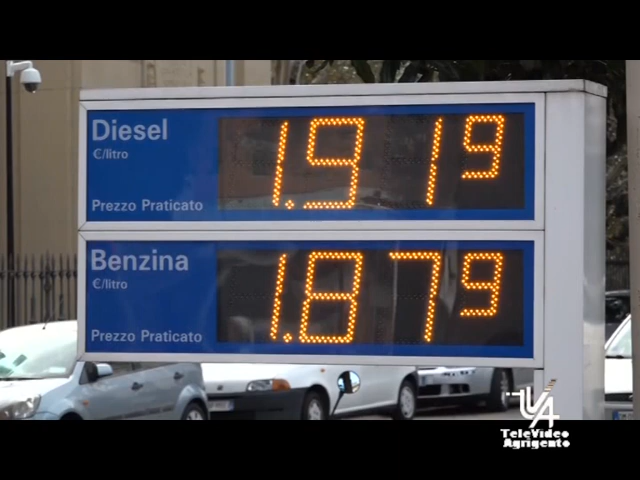 Diesel
€/litro
1.919
Prezzo Praticato
Benzina
€/litro
1.879
Prezzo Praticato
TeleVideo
Agrigento